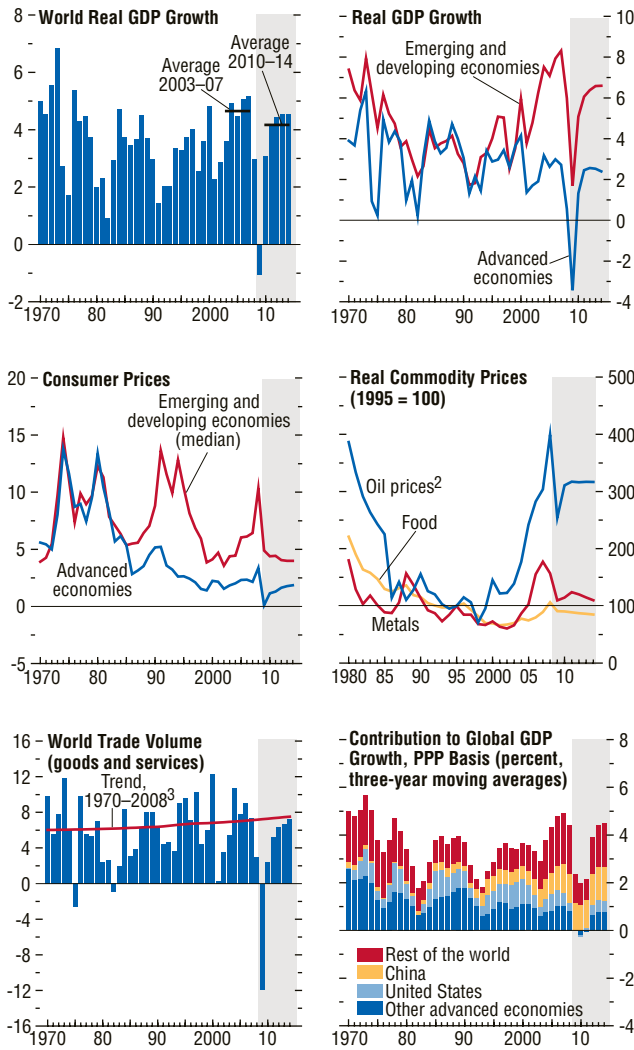 World Real GDP Growth
8
6
4
2
0
-2
Average
2003–07
Average
2010–14
1970
80
90
2000
10
Real GDP Growth
10
8
6
4
2
0
-2
-4
Emerging and
developing economies
Advanced
economies
1970
80
90
2000
10
Consumer Prices
20
15
10
5
0
-5
Emerging and
developing economies
(median)
Advanced
economies
1970
80
90
2000
10
Real Commodity Prices
(1995 = 100)
500
400
300
200
100
0
Oil prices²
Food
Metals
1980
85
90
95
2000
05
10
World Trade Volume
(goods and services)
16
12
8
4
0
-4
-8
-12
-16
Trend,
1970–2008³
1970
80
90
2000
10
Contribution to Global GDP
Growth, PPP Basis (percent,
three-year moving averages)
8
6
4
2
0
-2
-4
Rest of the world
China
United States
Other advanced economies
1970
80
90
2000
10